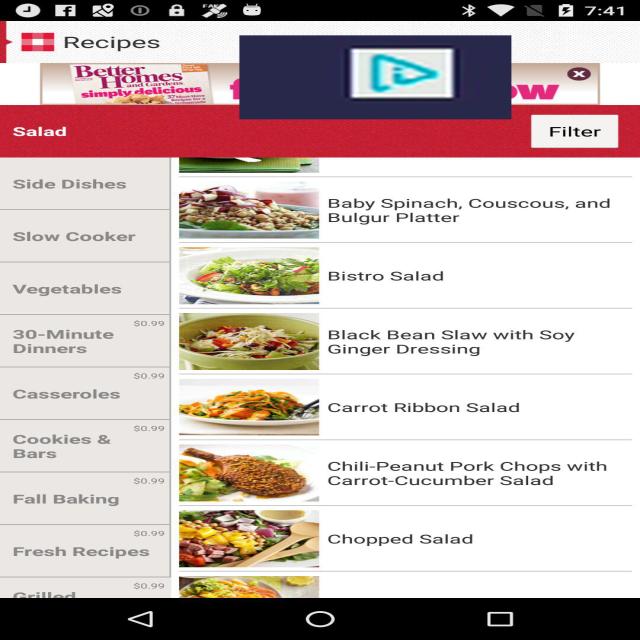 7:41
Recipes
Better
Homes
and Gardens
simply delicious
ow
Salad
Filter
Side Dishes
Slow Cooker
Vegetables
$0.99
30-Minute
Dinners
$0.99
Casseroles
$0.99
Cookies &
Bars
$0.99
Fall Baking
$0.99
Fresh Recipes
$0.99
Grilled
Baby Spinach, Couscous, and
Bulgur Platter
Bistro Salad
Black Bean Slaw with Soy
Ginger Dressing
Carrot Ribbon Salad
Chili-Peanut Pork Chops with
Carrot-Cucumber Salad
Chopped Salad